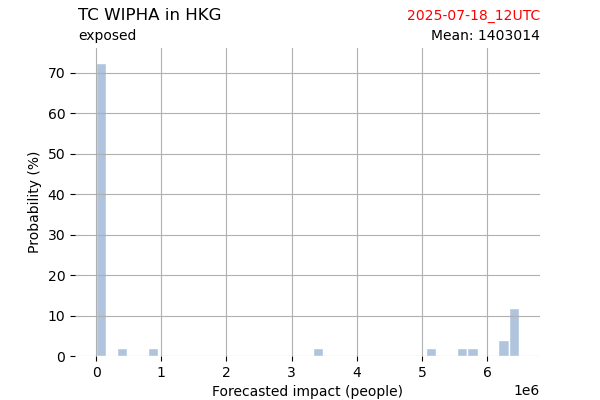 TC WIPHA in HKG
2025-07-18_12UTC
exposed
Mean: 1403014
Probability (%)
70
60
50
40
30
20
10
0
0 1 2 3 4 5 6
1e6
Forecasted impact (people)